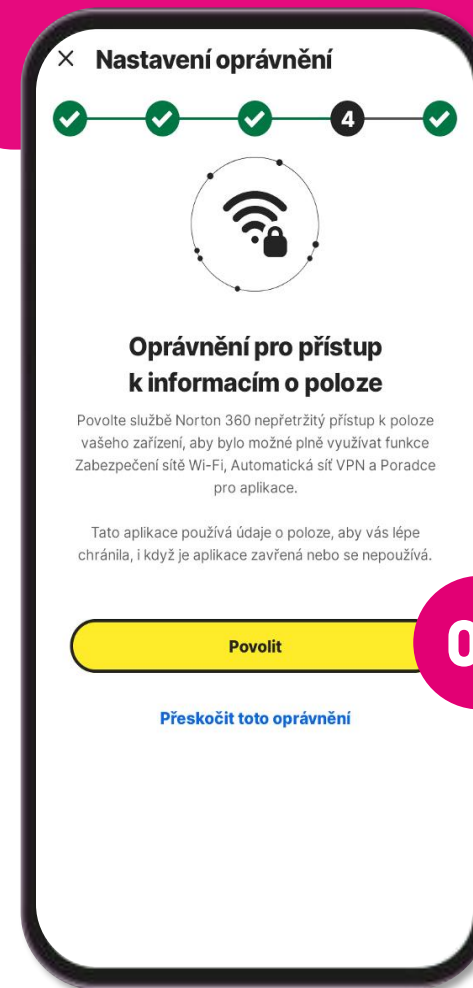 Nastavení oprávnění
4
Oprávnění pro přístup
k informacím o poloze
Povolte službě Norton 360 nepřetržitý přístup k poloze
vašeho zařízení, aby bylo možné plně využívat funkce
Zabezpečení sítě Wi-Fi, Automatická síť VPN a Poradce
pro aplikace.
Tato aplikace používá údaje o poloze, aby vás lépe
chránila, i když je aplikace zavřená nebo se nepoužívá.
Povolit
0
Přeskočit toto oprávnění